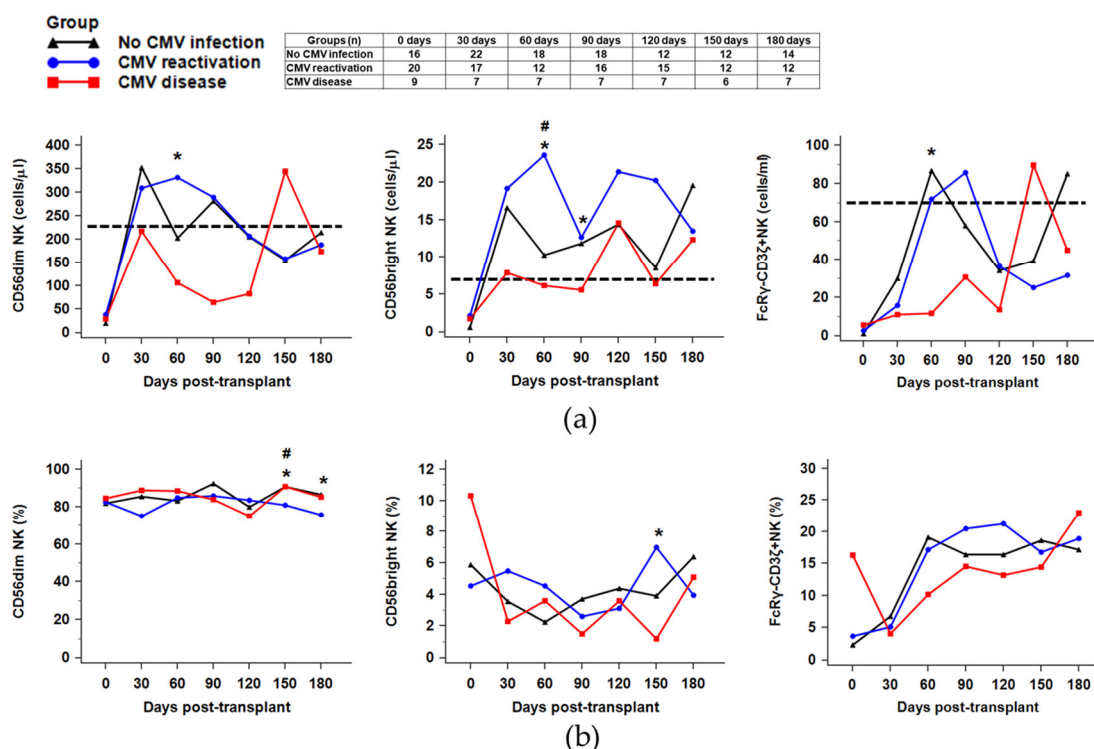 Group
No CMV infection
CMV reactivation
CMV disease
Groups (n) 0 days 30 days 60 days 90 days 120 days 150 days 180 days
No CMV infection 16 22 18 18 12 12 14
CMV reactivation 20 17 12 16 15 12 12
CMV disease 9 7 7 7 7 6 7
CD56dim NK (cells/µl)
400
350
300
250
200
150
100
50
0
*
0 30 60 90 120 150 180
Days post-transplant
CD56bright NK (cells/µl)
25
20
15
10
5
0
#
*
*
0 30 60 90 120 150 180
Days post-transplant
FcRγ-CD3ζ+NK (cells/ml)
100
80
60
40
20
0
*
0 30 60 90 120 150 180
Days post-transplant
(a)
CD56dim NK (%)
100
80
60
40
20
0
#
* *
0 30 60 90 120 150 180
Days post-transplant
CD56bright NK (%)
12
10
8
6
4
2
0
*
0 30 60 90 120 150 180
Days post-transplant
FcRγ-CD3ζ+NK (%)
30
25
20
15
10
5
0
0 30 60 90 120 150 180
Days post-transplant
(b)